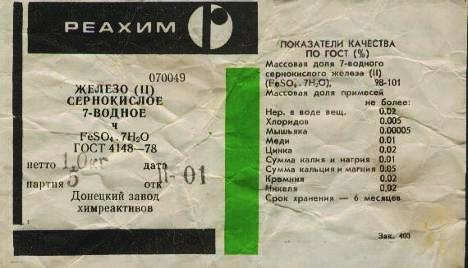 РЕАХИМ
070049
ЖЕЛЕЗО (II)
СЕРНОКИСЛОЕ
7-ВОДНОЕ
ч
FeSO₄.7H₂O
ГОСТ 4148—78
нетто 1,0кг дата
партия 5 отк 11-01
Донецкий завод
химреактивов
ПОКАЗАТЕЛИ КАЧЕСТВА
ПО ГОСТ (%)
Массовая доля 7-водного
сернокислого железа (II)
(FeSO₄.7H₂O), 98-101
Массовая доля примесей
не более:
Нер. в воде вещ. 0.02
Хлоридов 0.005
Мышьяка 0.00005
Меди 0.01
Цинка 0.02
Сумма калия и натрия 0.01
Сумма кальция и магния 0.05
Кремния 0.02
Никеля 0.02
Срок хранения — 6 месяцев
Зак. 403